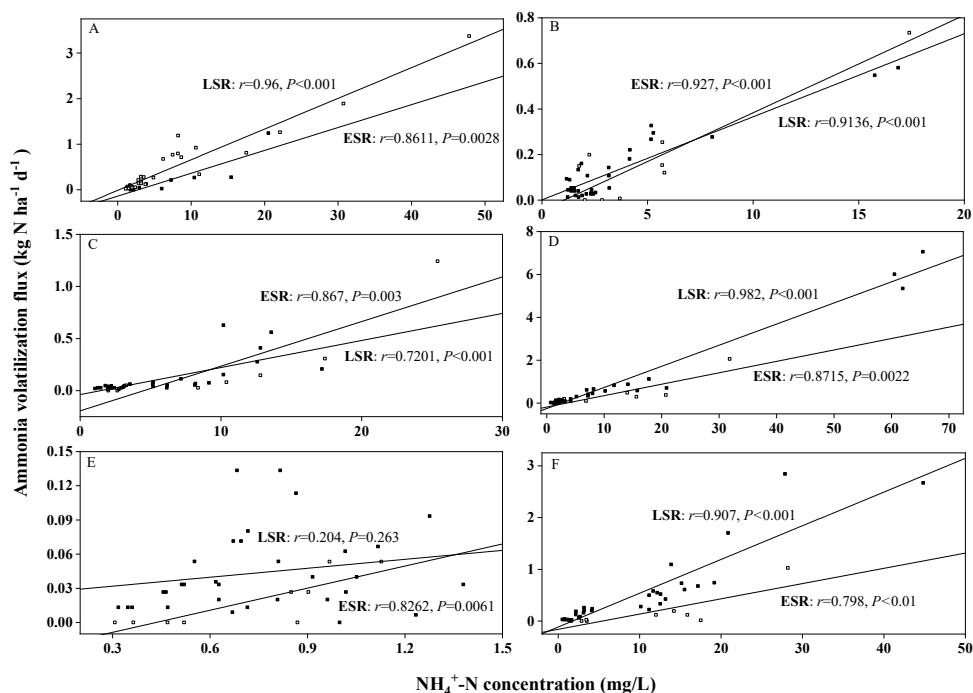 A
LSR: r=0.96, P<0.001
ESR: r=0.8611, P=0.0028
3
2
1
0
0 10 20 30 40 50
B
ESR: r=0.927, P<0.001
LSR: r=0.9136, P<0.001
0.8
0.6
0.4
0.2
0.0
0 5 10 15 20
C
ESR: r=0.867, P=0.003
LSR: r=0.7201, P<0.001
1.5
1.0
0.5
0.0
0 10 20 30
D
LSR: r=0.982, P<0.001
ESR: r=0.8715, P=0.0022
8
6
4
2
0
0 10 20 30 40 50 60 70
E
LSR: r=0.204, P=0.263
ESR: r=0.8262, P=0.0061
0.15
0.12
0.09
0.06
0.03
0.00
0.3 0.6 0.9 1.2 1.5
F
LSR: r=0.907, P<0.001
ESR: r=0.798, P<0.01
3
2
1
0
0 10 20 30 40 50
Ammonia volatilization flux (kg N ha⁻¹ d⁻¹)
NH₄⁺-N concentration (mg/L)